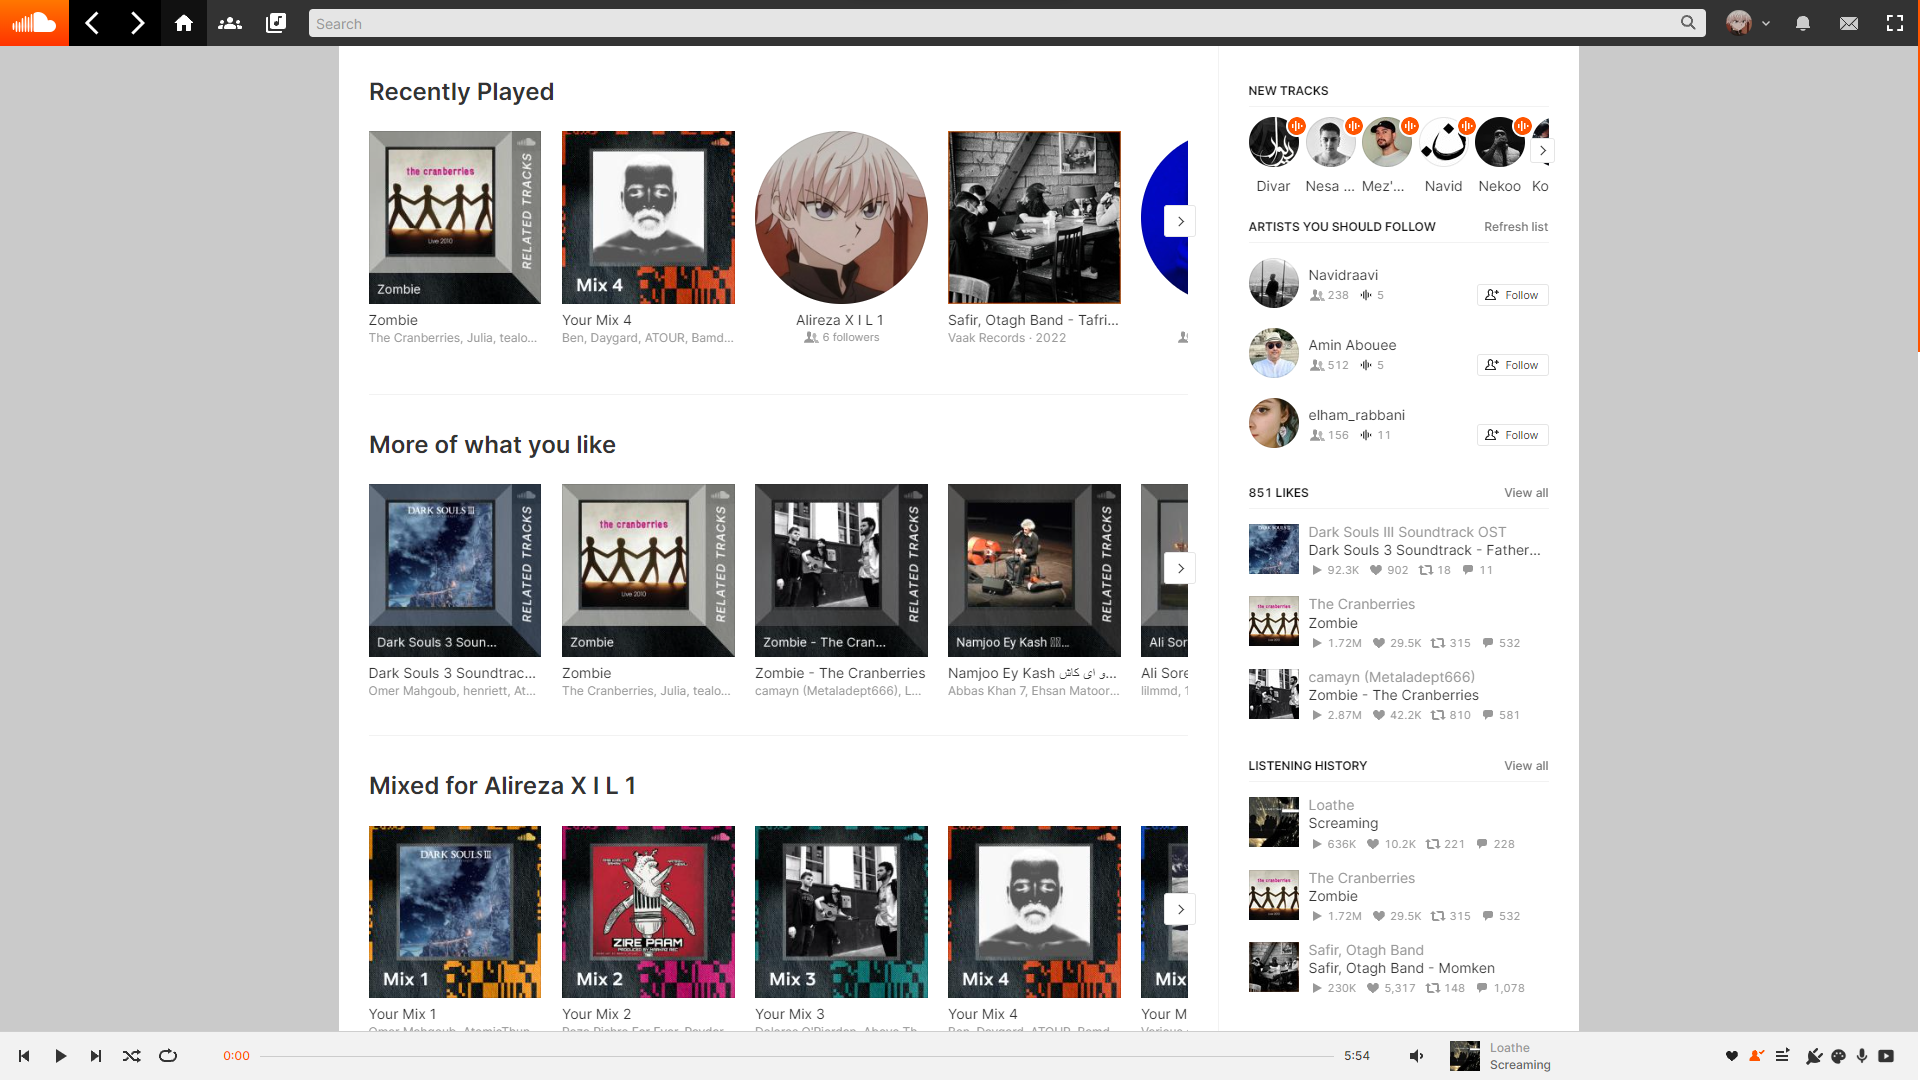 Search
Recently Played
the cranberries
Live 2010
RELATED TRACKS
Zombie
Mix 4
Zombie
The Cranberries, Julia, tealo...
Your Mix 4
Ben, Daygard, ATOUR, Bamd...
Alireza X I L 1
6 followers
Safir, Otagh Band - Tafri...
Vaak Records · 2022
More of what you like
DARK SOULS III
RELATED TRACKS
Dark Souls 3 Soun...
the cranberries
Live 2010
RELATED TRACKS
Zombie
RELATED TRACKS
Zombie - The Cran...
RELATED TRACKS
Namjoo Ey Kash
Ali Sor
Dark Souls 3 Soundtrac...
Omer Mahgoub, henriett, At...
Zombie
The Cranberries, Julia, tealo...
Zombie - The Cranberries
camayn (Metaladept666), L...
Namjoo Ey Kash و ای کاش...
Abbas Khan 7, Ehsan Matoor...
Ali Sore
lilmmd, 1
Mixed for Alireza X I L 1
DARK SOULS III
Mix 1
ZIRE PAAM
Mix 2
Mix 3
Mix 4
Mix
Your Mix 1
Your Mix 2
Your Mix 3
Your Mix 4
Your M
NEW TRACKS
Divar
Nesa ...
Mez'...
Navid
Nekoo
Ko
ARTISTS YOU SHOULD FOLLOW
Refresh list
Navidraavi
238 5
Follow
Amin Abouee
512 5
Follow
elham_rabbani
156 11
Follow
851 LIKES
View all
DARK SOULS III
Dark Souls III Soundtrack OST
Dark Souls 3 Soundtrack - Father...
92.3K 902 18 11
the cranberries
The Cranberries
Zombie
1.72M 29.5K 315 532
camayn (Metaladept666)
Zombie - The Cranberries
2.87M 42.2K 810 581
LISTENING HISTORY
View all
Loathe
Screaming
636K 10.2K 221 228
the cranberries
The Cranberries
Zombie
1.72M 29.5K 315 532
Safir, Otagh Band
Safir, Otagh Band - Momken
230K 5,317 148 1,078
0:00
5:54
Loathe
Screaming